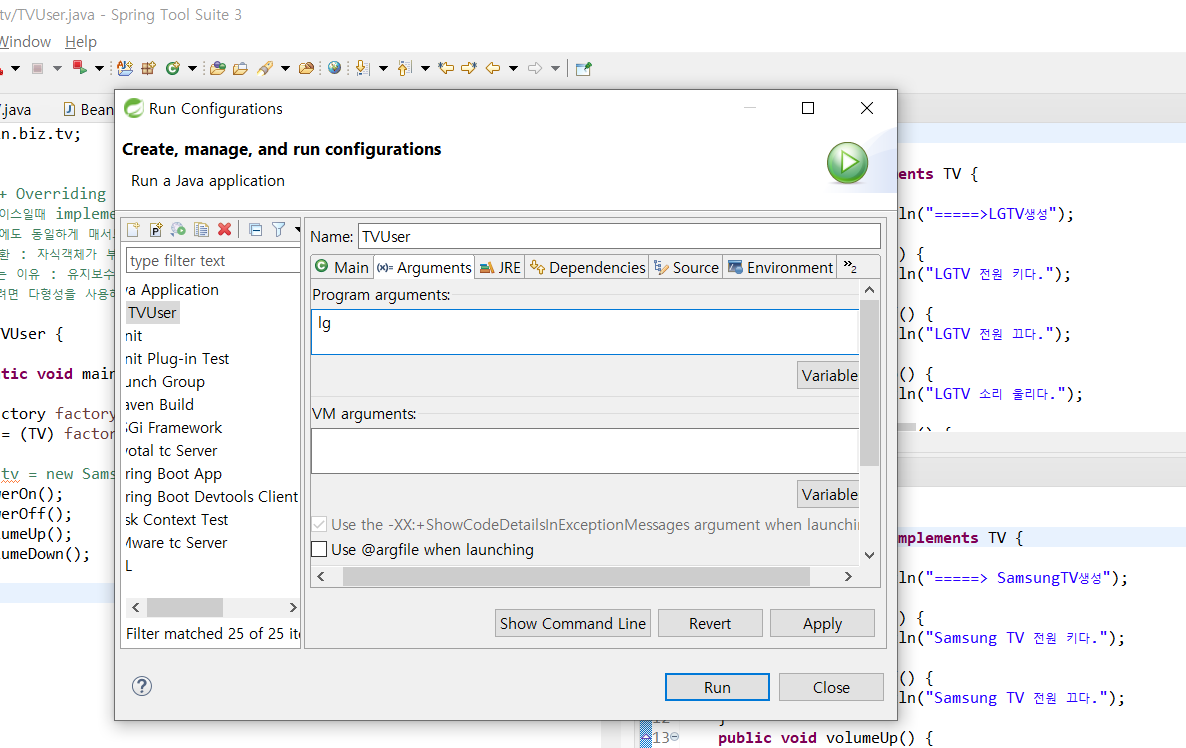 tv/TVUser.java - Spring Tool Suite 3
Window Help
.java
Bean
n.biz.tv;
+ Overriding
이스일때 impleme
에도 동일하게 매서
환 : 자식객체가 부
는 이유 : 유지보수
려면 다형성을 사용하
VUser {
tic void main
ctory factory
= (TV) factor
tv = new Sams
erOn();
erOff();
umeUp();
umeDown();
Run Configurations
Create, manage, and run configurations
Run a Java application
type filter text
va Application
TVUser
nit
nit Plug-in Test
unch Group
aven Build
Gi Framework
votal tc Server
ring Boot App
ring Boot Devtools Client
sk Context Test
Mware tc Server
L
Filter matched 25 of 25 ite
Name: TVUser
Main (x)= Arguments JRE Dependencies Source Environment »2
Program arguments:
lg
Variable
VM arguments:
Variable
Use the -XX:+ShowCodeDetailsInExceptionMessages argument when launchi
Use @argfile when launching
Show Command Line Revert Apply
? Run Close
ents TV {
ln("=====>LGTV생성");
) {
ln("LGTV 전원 키다.");
() {
ln("LGTV 전원 끄다.");
() {
ln("LGTV 소리 울리다.");
() {
mplements TV {
ln("=====> SamsungTV생성");
) {
ln("Samsung TV 전원 키다.");
() {
ln("Samsung TV 전원 끄다.");
12 }
13 public void volumeUp() {